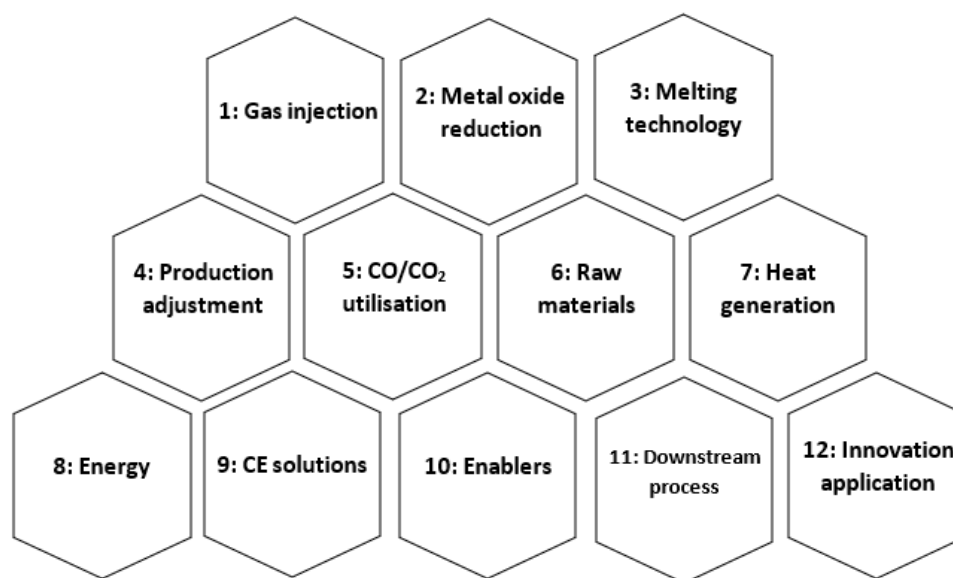 1: Gas injection
2: Metal oxide
reduction
3: Melting
technology
4: Production
adjustment
5: CO/CO₂
utilisation
6: Raw
materials
7: Heat
generation
8: Energy
9: CE solutions
10: Enablers
11: Downstream
process
12: Innovation
application